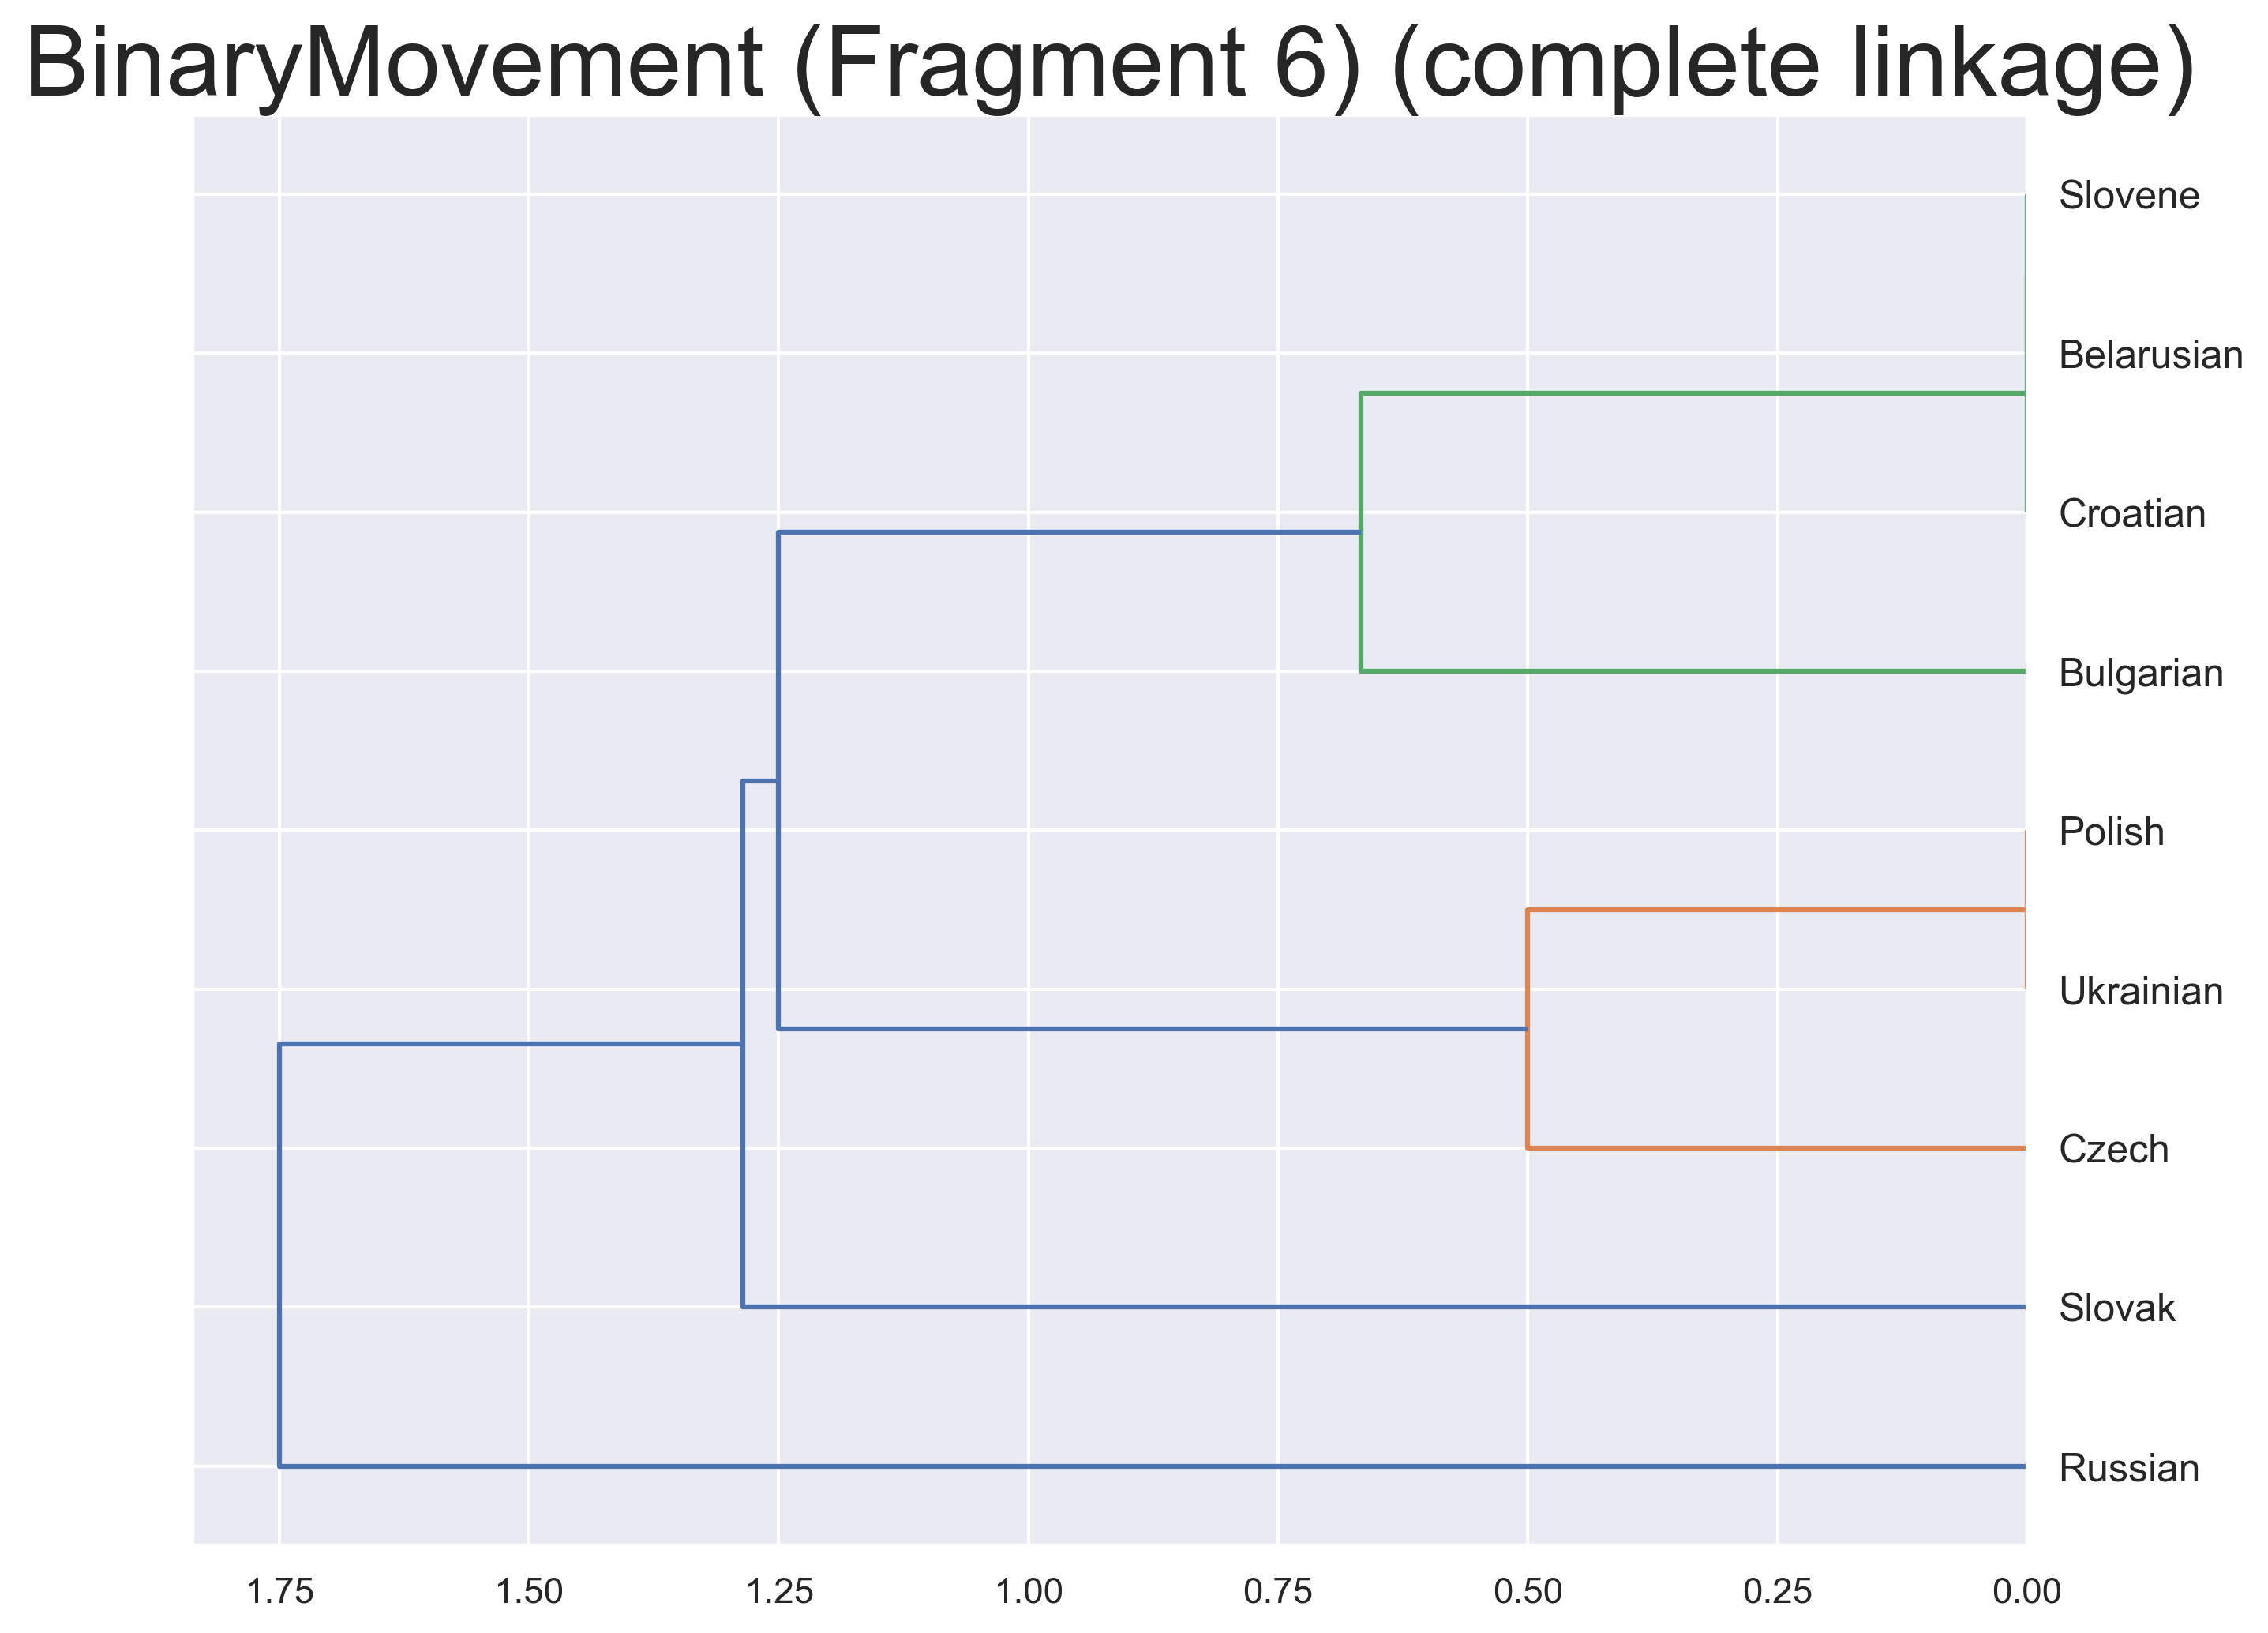 BinaryMovement (Fragment 6) (complete linkage)
Slovene
Belarusian
Croatian
Bulgarian
Polish
Ukrainian
Czech
Slovak
Russian
1.75 1.50 1.25 1.00 0.75 0.50 0.25 0.00